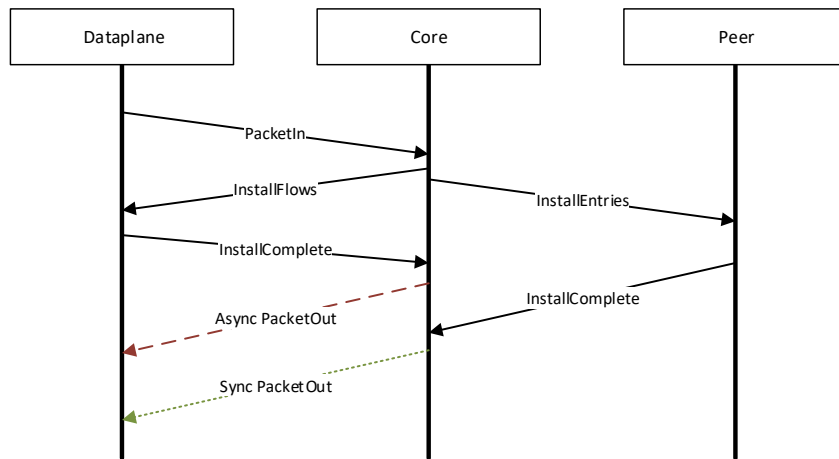 Dataplane
Core
Peer
PacketIn
InstallFlows
InstallEntries
InstallComplete
InstallComplete
Async PacketOut
Sync PacketOut